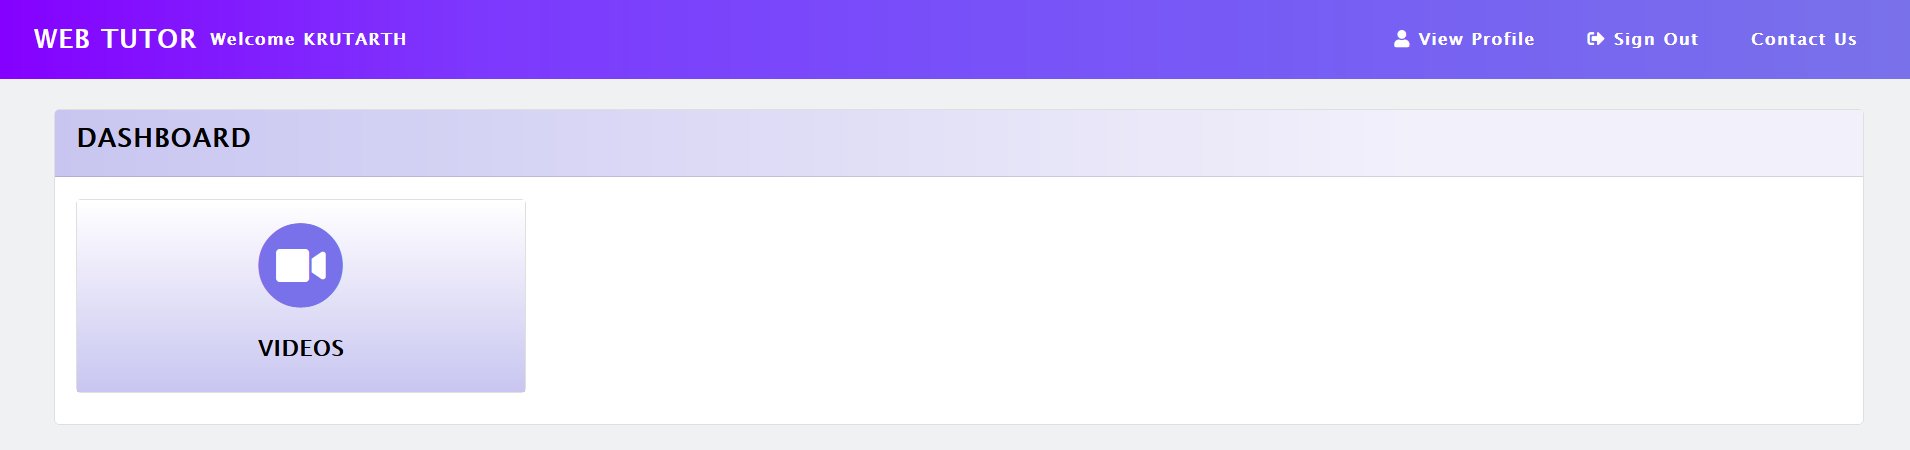 WEB TUTOR Welcome KRUTARTH View Profile Sign Out Contact Us
DASHBOARD
VIDEOS